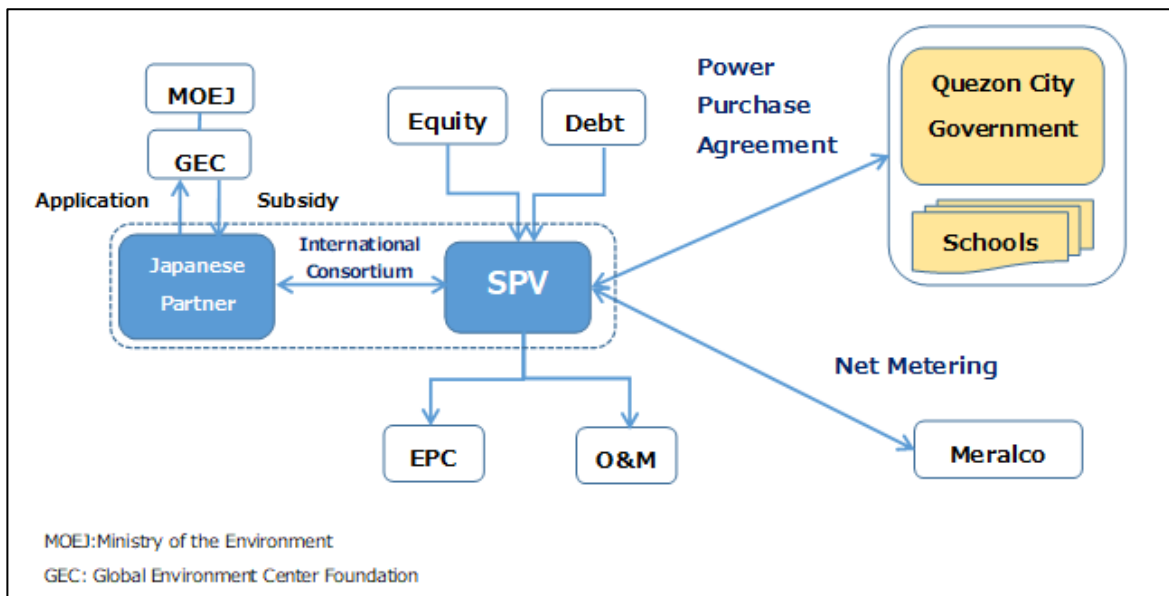 MOEJ
GEC
Application
Subsidy
Equity
Debt
Power
Purchase
Agreement
Quezon City
Government
Schools
Japanese
Partner
International
Consortium
SPV
EPC
O&M
Net Metering
Meralco
MOEJ:Ministry of the Environment
GEC: Global Environment Center Foundation